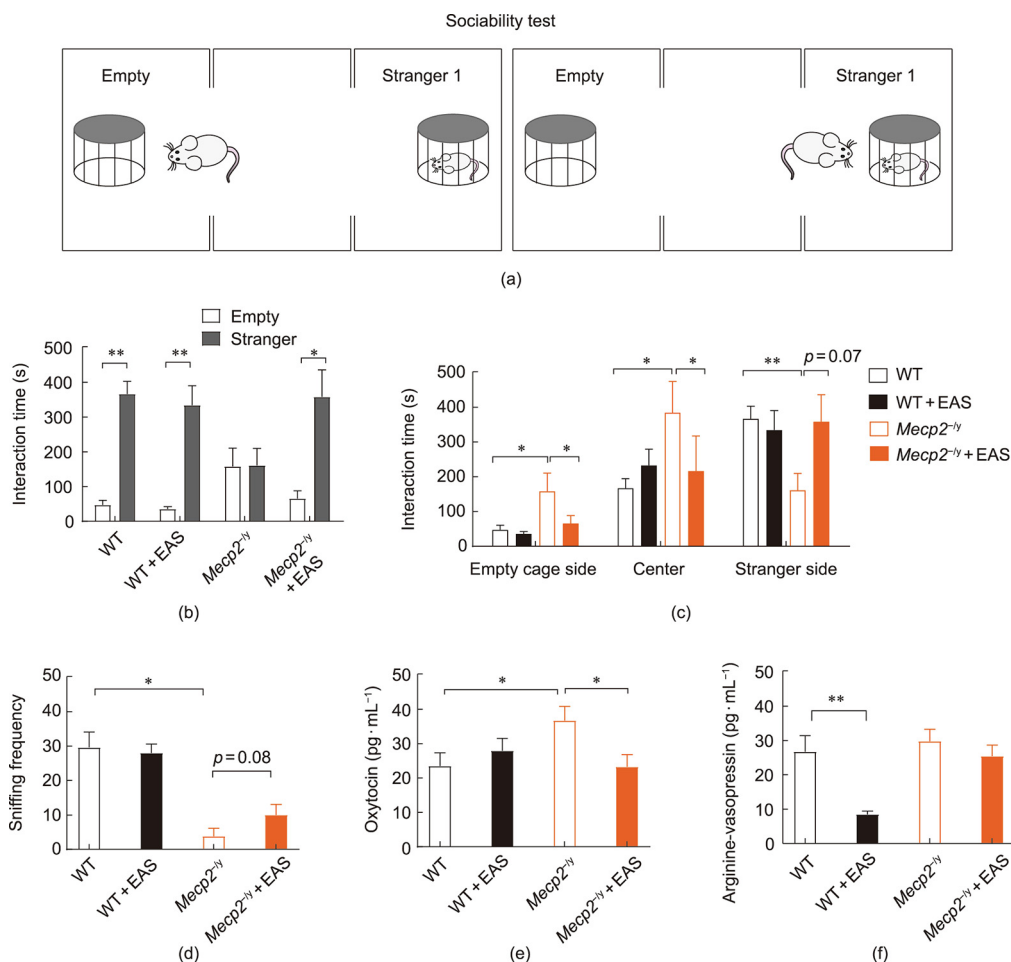 Sociability test
Empty
Stranger 1
Empty
Stranger 1
(a)
Empty
Stranger
Interaction time (s)
500
400
300
200
100
0
**
**
*
WT
WT + EAS
Mecp2⁻/y
Mecp2⁻/y
+ EAS
(b)
WT
WT + EAS
Mecp2⁻/y
Mecp2⁻/y + EAS
Interaction time (s)
500
400
300
200
100
0
*
*
*
*
**
p = 0.07
Empty cage side
Center
Stranger side
(c)
Sniffing frequency
50
40
30
20
10
0
*
p = 0.08
WT
WT + EAS
Mecp2⁻/y
Mecp2⁻/y + EAS
(d)
Oxytocin (pg·mL⁻¹)
50
40
30
20
10
0
*
*
WT
WT + EAS
Mecp2⁻/y
Mecp2⁻/y + EAS
(e)
Arginine-vasopressin (pg·mL⁻¹)
50
40
30
20
10
0
**
WT
WT + EAS
Mecp2⁻/y
Mecp2⁻/y + EAS
(f)